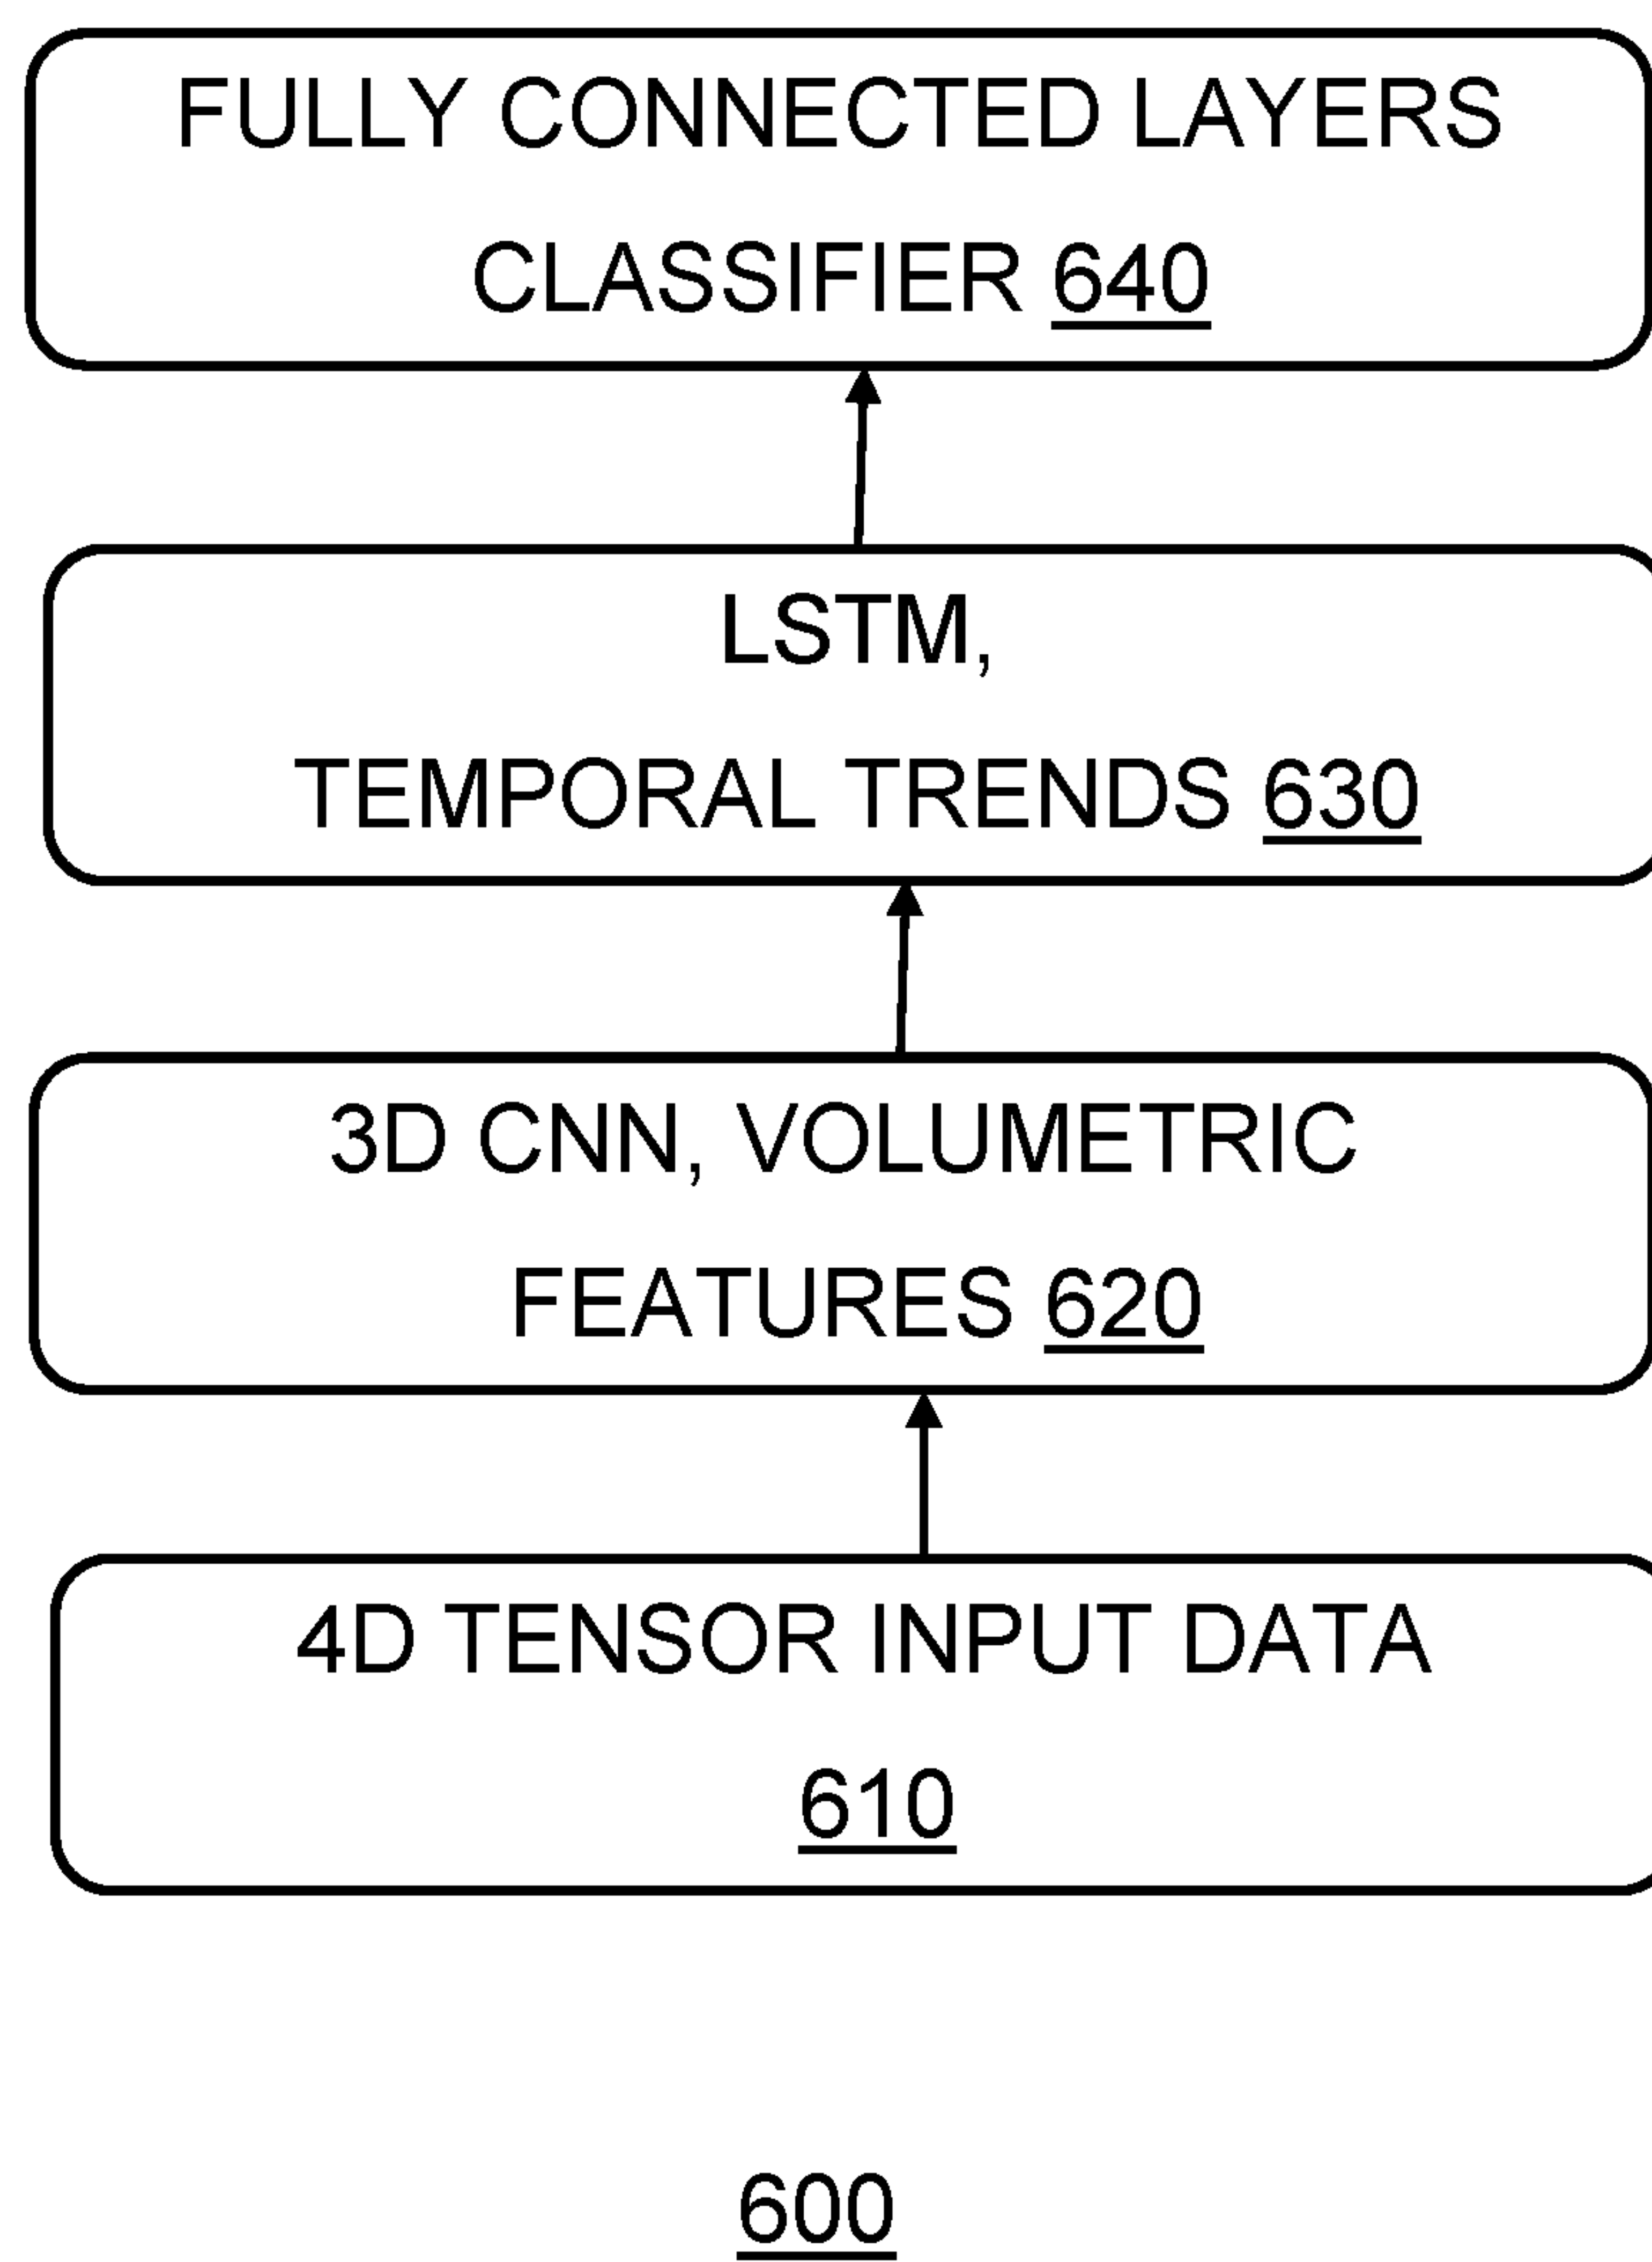 FULLY CONNECTED LAYERS
CLASSIFIER 640
LSTM,
TEMPORAL TRENDS 630
3D CNN, VOLUMETRIC
FEATURES 620
4D TENSOR INPUT DATA
610
600